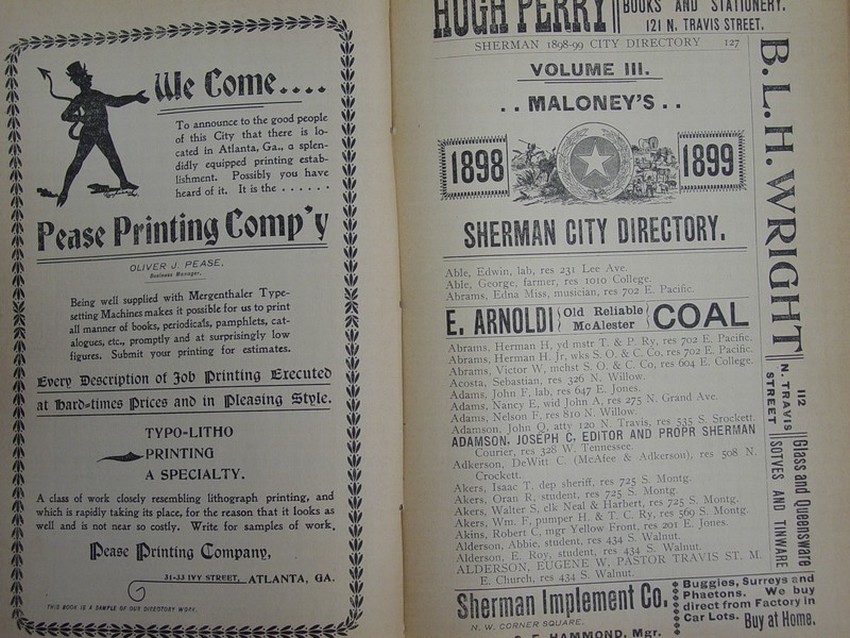 We Come....
To announce to the good people
of this City that there is lo-
cated in Atlanta, Ga., a splen-
didly equipped printing estab-
lishment. Possibly you have
heard of it. It is the ......
Pease Printing Comp'y
OLIVER J. PEASE,
Business Manager.
Being well supplied with Mergenthaler Type-
setting Machines makes it possible for us to print
all manner of books, periodicals, pamphlets, cat-
alogues, etc., promptly and at surprisingly low
figures. Submit your printing for estimates.
Every Description of Job Printing Executed
at Hard-times Prices and in Pleasing Style.
TYPO-LITHO
PRINTING
A SPECIALTY.
A class of work closely resembling lithograph printing, and
which is rapidly taking its place, for the reason that it looks as
well and is not near so costly. Write for samples of work.
Pease Printing Company,
31-33 IVY STREET, ATLANTA, GA.
THIS BOOK IS A SAMPLE OF OUR DIRECTORY WORK.
HUGH PERRY
BOOKS AND STATIONERY.
121 N. TRAVIS STREET.
SHERMAN 1898-99 CITY DIRECTORY 127
VOLUME III.
..MALONEY'S..
1898 1899
SHERMAN CITY DIRECTORY.
Able, Edwin, lab, res 231 Lee Ave.
Able, George, farmer, res 1010 College.
Abrams, Edna Miss, musician, res 702 E. Pacific.
E. ARNOLDI
Old Reliable
McAlester
COAL
Abrams, Herman H, yd mstr T. & P. Ry, res 702 E. Pacific.
Abrams, Herman H. Jr, wks S. O. & C. Co, res 702 E. Pacific.
Abrams, Victor W, mchst S. O. & C. Co, res 604 E. College.
Acosta, Sebastian, res 326 N. Willow.
Adams, John F, lab, res 647 E. Jones.
Adams, Nancy E, wid John A, res 275 N. Grand Ave.
Adams, Nelson F, res 810 N. Willow.
Adamson, John Q, atty 120 N. Travis, res 535 S. Srockett.
ADAMSON, JOSEPH C, EDITOR AND PROPR SHERMAN
Courier, res 328 W. Tennessee.
Adkerson, DeWitt C. (McAfee & Adkerson), res 508 N.
Crockett.
Akers, Isaac T, dep sheriff, res 725 S. Montg.
Akers, Oran R, student, res 725 S. Montg.
Akers, Walter S, clk Neal & Harbert, res 725 S. Montg.
Akers, Wm. F, pumper H. & T. C. Ry, res 569 S. Montg.
Akins, Robert C, mgr Yellow Front, res 201 E. Jones.
Alderson, Abbie, student, res 434 S. Walnut.
Alderson, E. Roy, student, res 434 S. Walnut.
ALDERSON, EUGENE W, PASTOR TRAVIS ST. M.
E. Church, res 434 S. Walnut.
Sherman Implement Co.
N. W. CORNER SQUARE.
HAMMOND, Mgr.
Buggies, Surreys and
Phaetons. We buy
direct from Factory in
Car Lots. Buy at Home.
B. L. H. WRIGHT
112
N. TRAVIS
STREET
Glass and Queensware
STOVES AND TINWARE